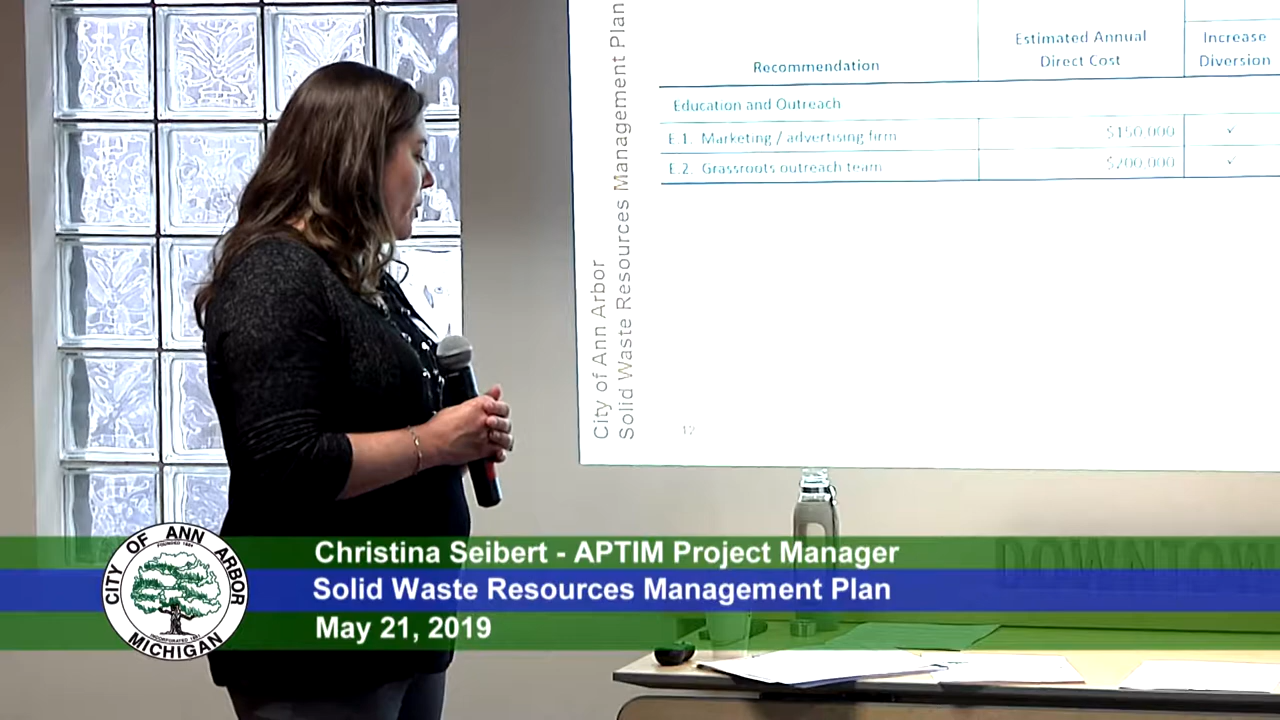 City of Ann Arbor
Solid Waste Resources Management Plan
Recommendation
Estimated Annual
Direct Cost
Increase
Diversion
Education and Outreach
E.1. Marketing / advertising firm $150,000 ✓
E.2. Grassroots outreach team $200,000 ✓
12
DOWNTOW
CITY OF ANN ARBOR
MICHIGAN
Christina Seibert - APTIM Project Manager
Solid Waste Resources Management Plan
May 21, 2019